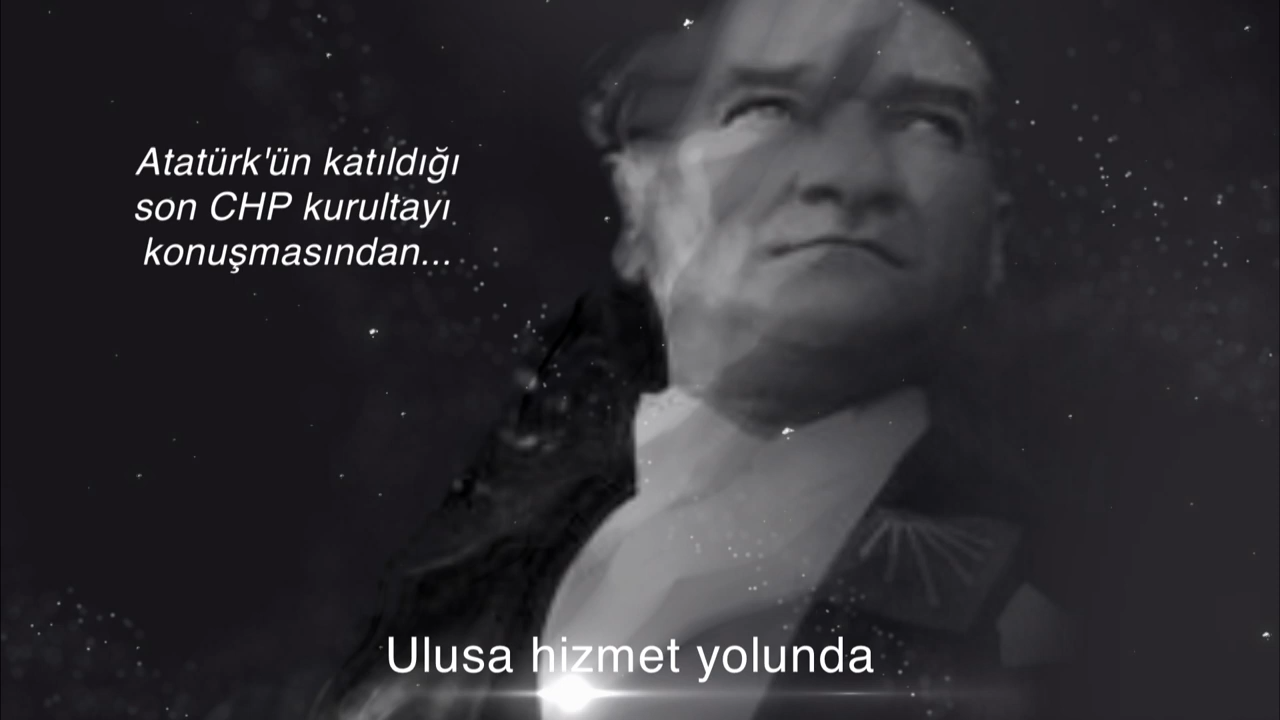 Atatürk'ün katıldığı
son CHP kurultayı
konuşmasından...
Ulusa hizmet yolunda